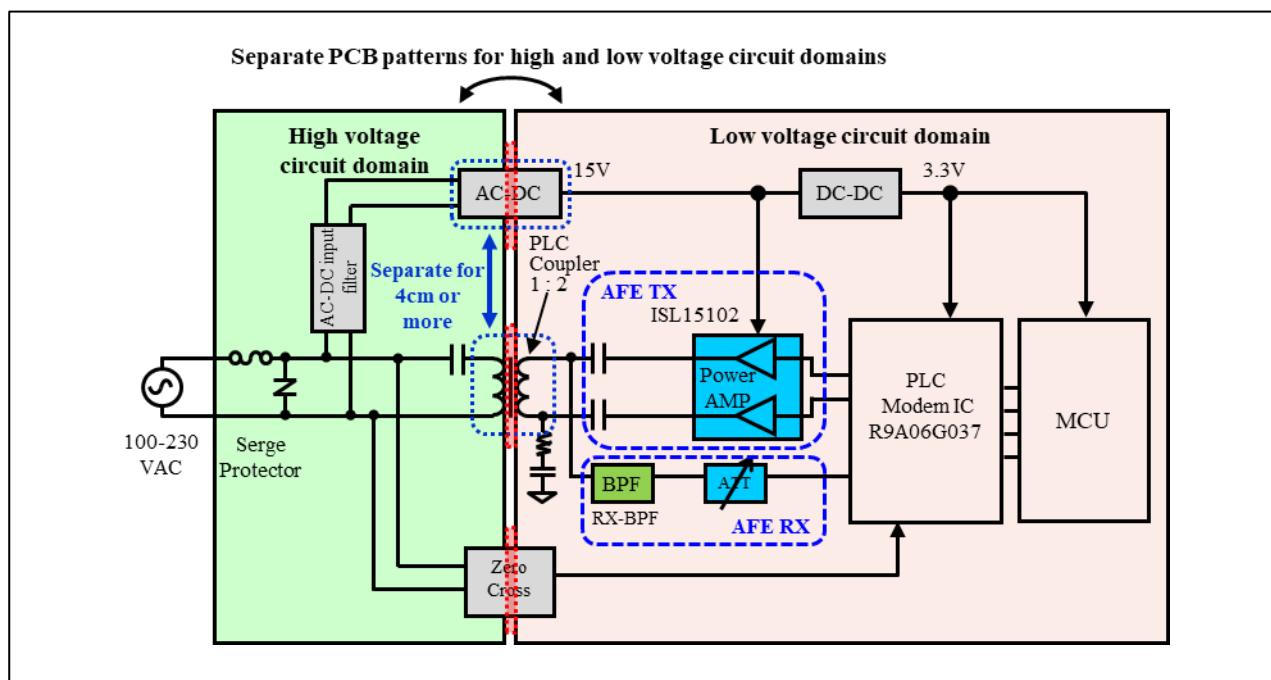 Separate PCB patterns for high and low voltage circuit domains
High voltage
circuit domain
Low voltage circuit domain
AC-DC
15V
DC-DC
3.3V
AC-DC input
filter
Separate for
4cm or
more
PLC
Coupler
1 : 2
AFE TX
ISL15102
Power
AMP
PLC
Modem IC
R9A06G037
MCU
100-230
VAC
Serge
Protector
BPF
RX-BPF
ATT
AFE RX
Zero
Cross